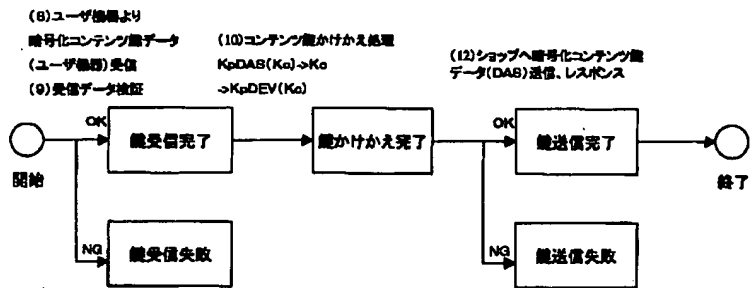 (8)ユーザ機器より
暗号化コンテンツ鍵データ
(ユーザ機器)受信
(9)受信データ検証
(10)コンテンツ鍵かけかえ処理
KpDAS(Kc)->Kc
->KpDEV(Kc)
(12)ショップへ暗号化コンテンツ鍵
データ(DAS)送信、レスポンス
開始
OK
鍵受信完了
鍵かけかえ完了
OK
鍵送信完了
終了
NG
鍵受信失敗
NG
鍵送信失敗